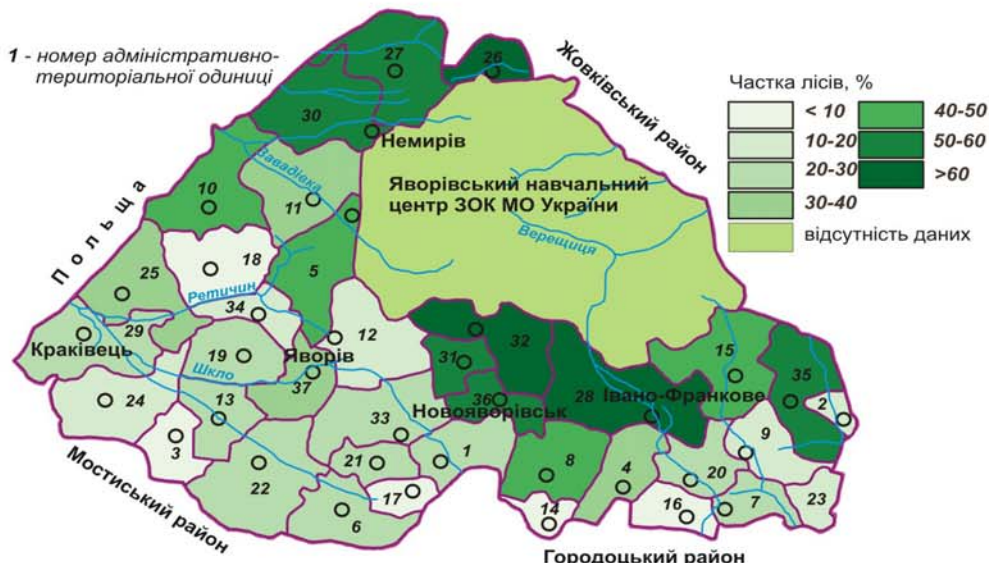 1 - номер адміністративно-
територіальної одиниці
Жовківський район
Частка лісів, %
< 10
10-20
20-30
30-40
40-50
50-60
>60
відсутність даних
27
26
30
Немирів
Завадівка
Яворівський навчальний
центр ЗОК МО України
Верещиця
Польща
10
11
18
25
5
Ретичин
34
12
29
Краківець
19
Яворів
Шкло
37
31
32
15
35
36
Новояворівськ
28
Івано-Франкове
2
24
13
33
9
3
21
1
8
4
20
22
17
16
7
23
6
14
Мостиський район
Городоцький район